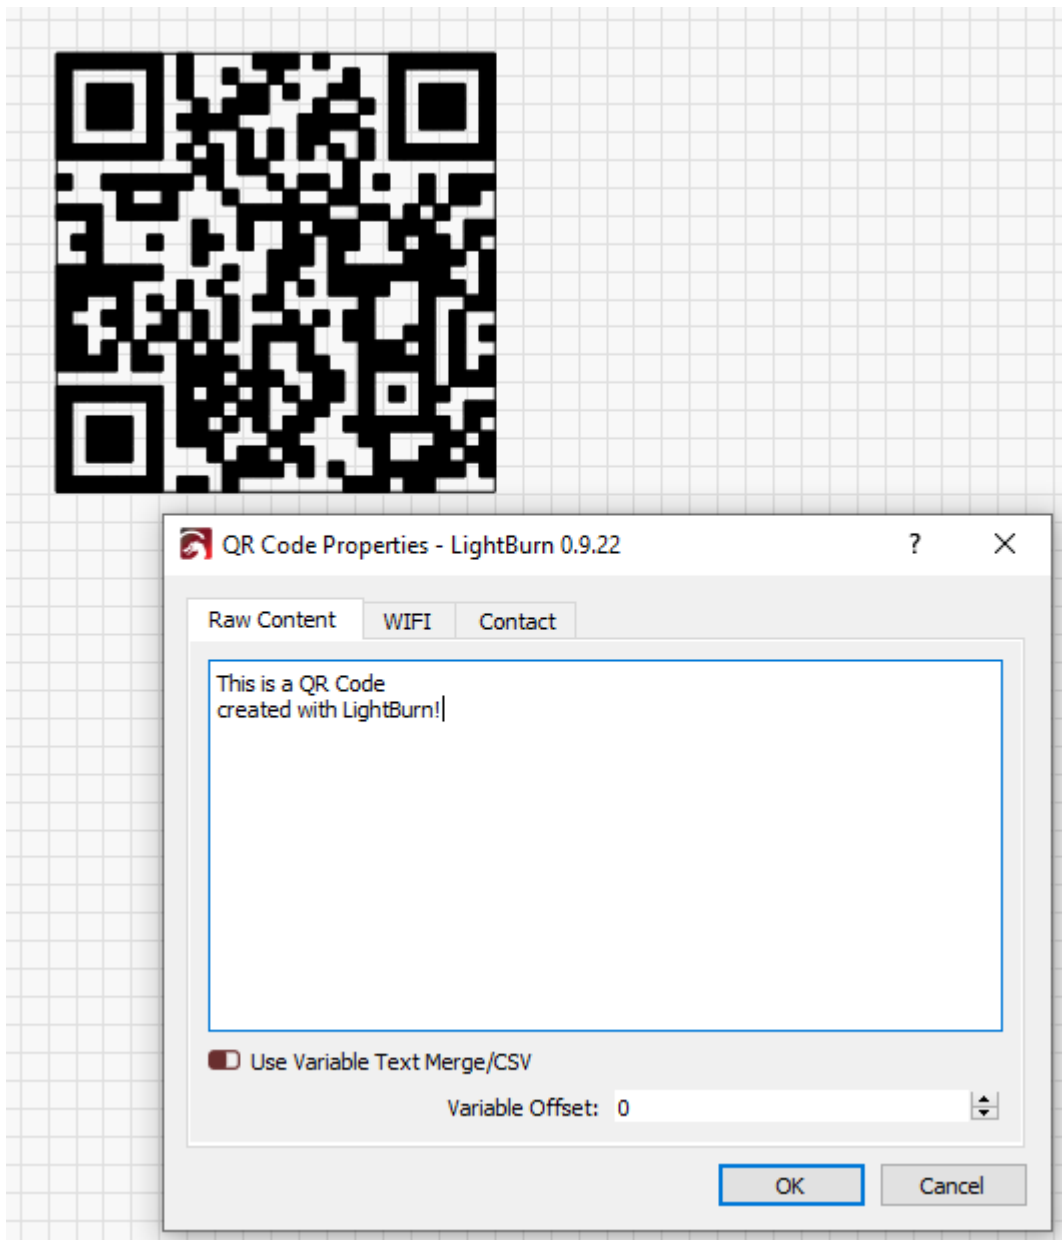 QR Code Properties - LightBurn 0.9.22
?
Raw Content
WIFI
Contact
This is a QR Code
created with LightBurn!
Use Variable Text Merge/CSV
Variable Offset: 0
OK
Cancel